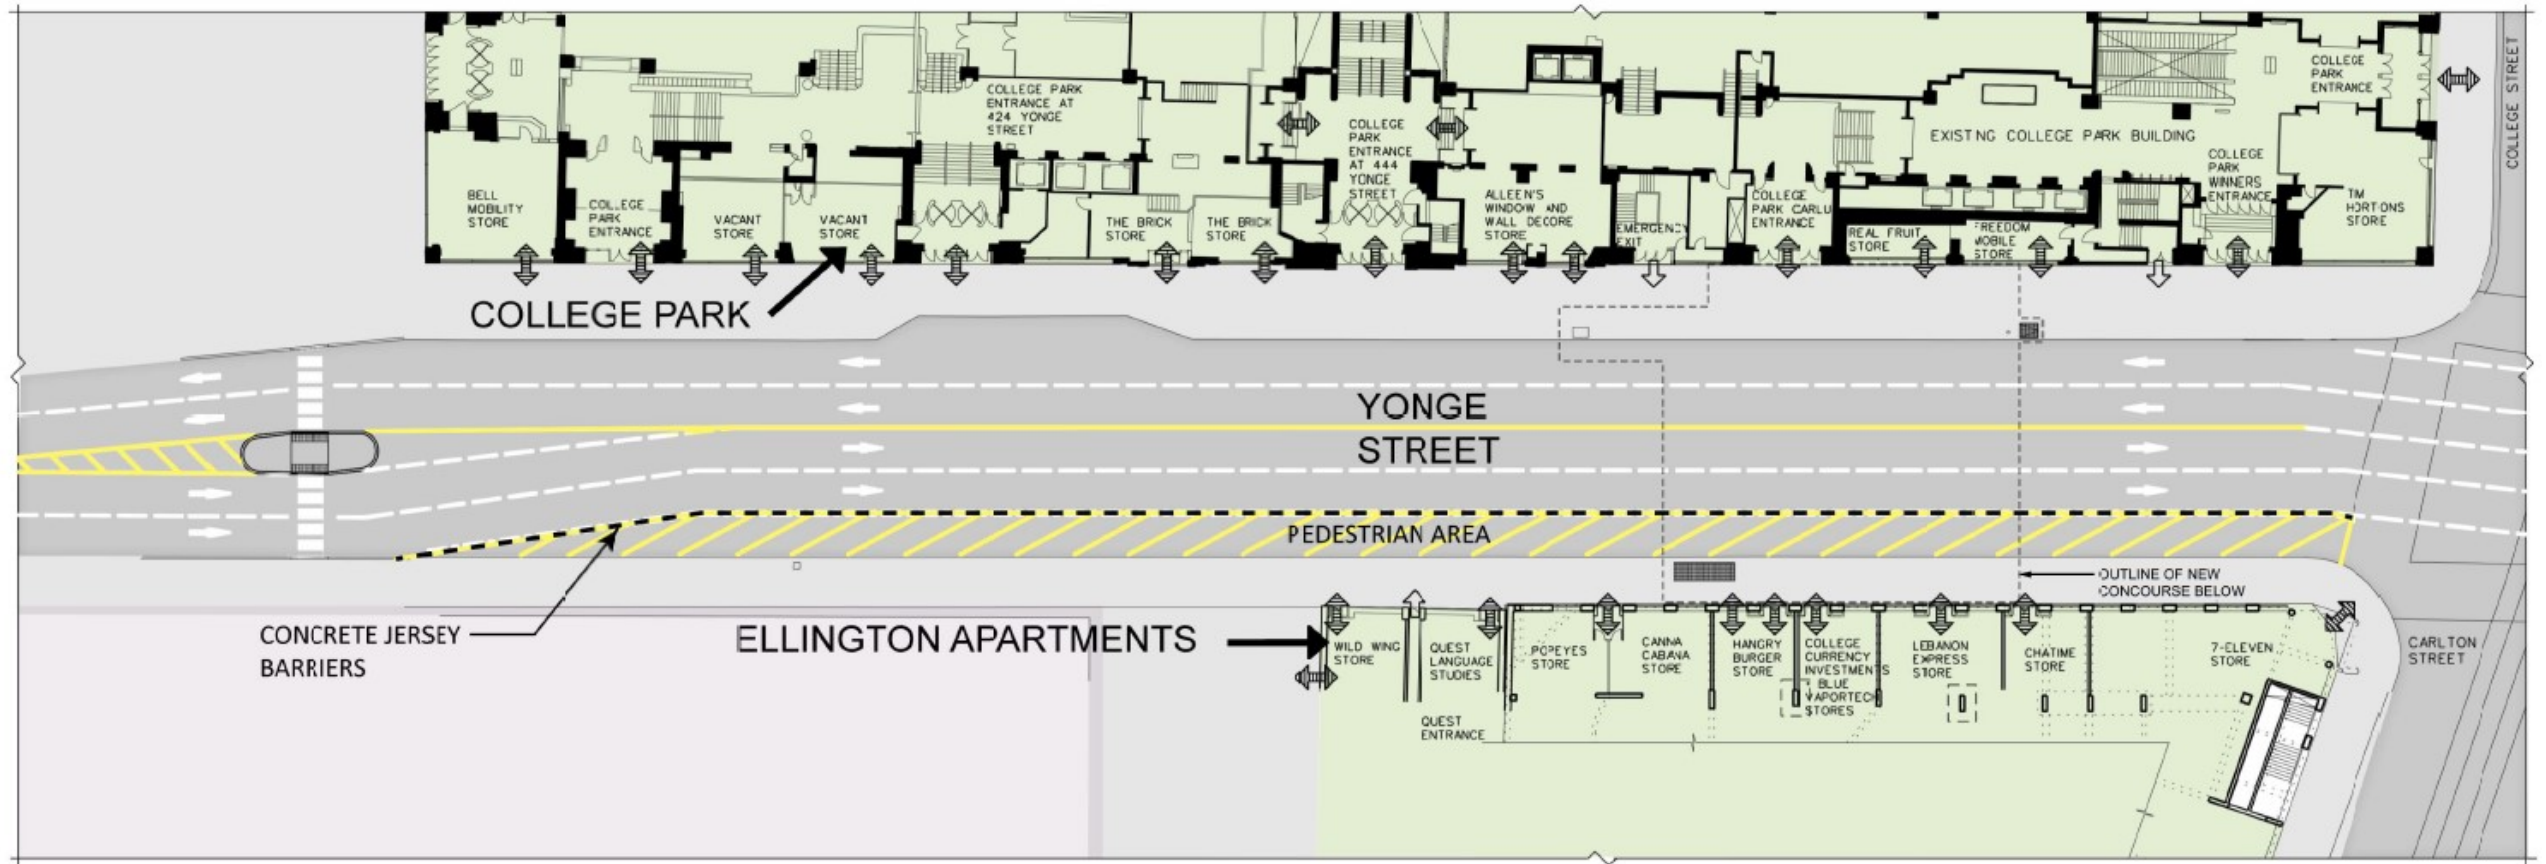 COLLEGE
PARK
ENTRANCE
COLLEGE STREET
COLLEGE PARK
ENTRANCE AT
424 YONGE
STREET
COLLEGE
PARK
ENTRANCE
AT 444
YONGE
STREET
EXISTNG COLLEGE PARK BUILDING
COLLEGE
PARK
WINNERS
ENTRANCE
BELL
MOBILITY
STORE
COLLEGE
PARK
ENTRANCE
VACANT
STORE
VACANT
STORE
THE BRICK
STORE
THE BRICK
STORE
ALLEEN'S
WINDOW AND
WALL DECORE
STORE
EMERGENCY
EXIT
COLLEGE
PARK CARLU
ENTRANCE
REAL FRUIT
STORE
FREEDOM
MOBILE
STORE
TIM
HORTONS
STORE
COLLEGE PARK
YONGE
STREET
PEDESTRIAN AREA
OUTLINE OF NEW
CONCOURSE BELOW
CONCRETE JERSEY
BARRIERS
ELLINGTON APARTMENTS
WILD WING
STORE
QUEST
LANGUAGE
STUDIES
QUEST
ENTRANCE
POPEYES
STORE
CANNA
CABANA
STORE
HANGRY
BURGER
STORE
COLLEGE
CURRENCY
INVESTMENTS
BLUE
VAPORTECH
STORES
LEBANON
EXPRESS
STORE
CHATIME
STORE
7-ELEVEN
STORE
CARLTON
STREET